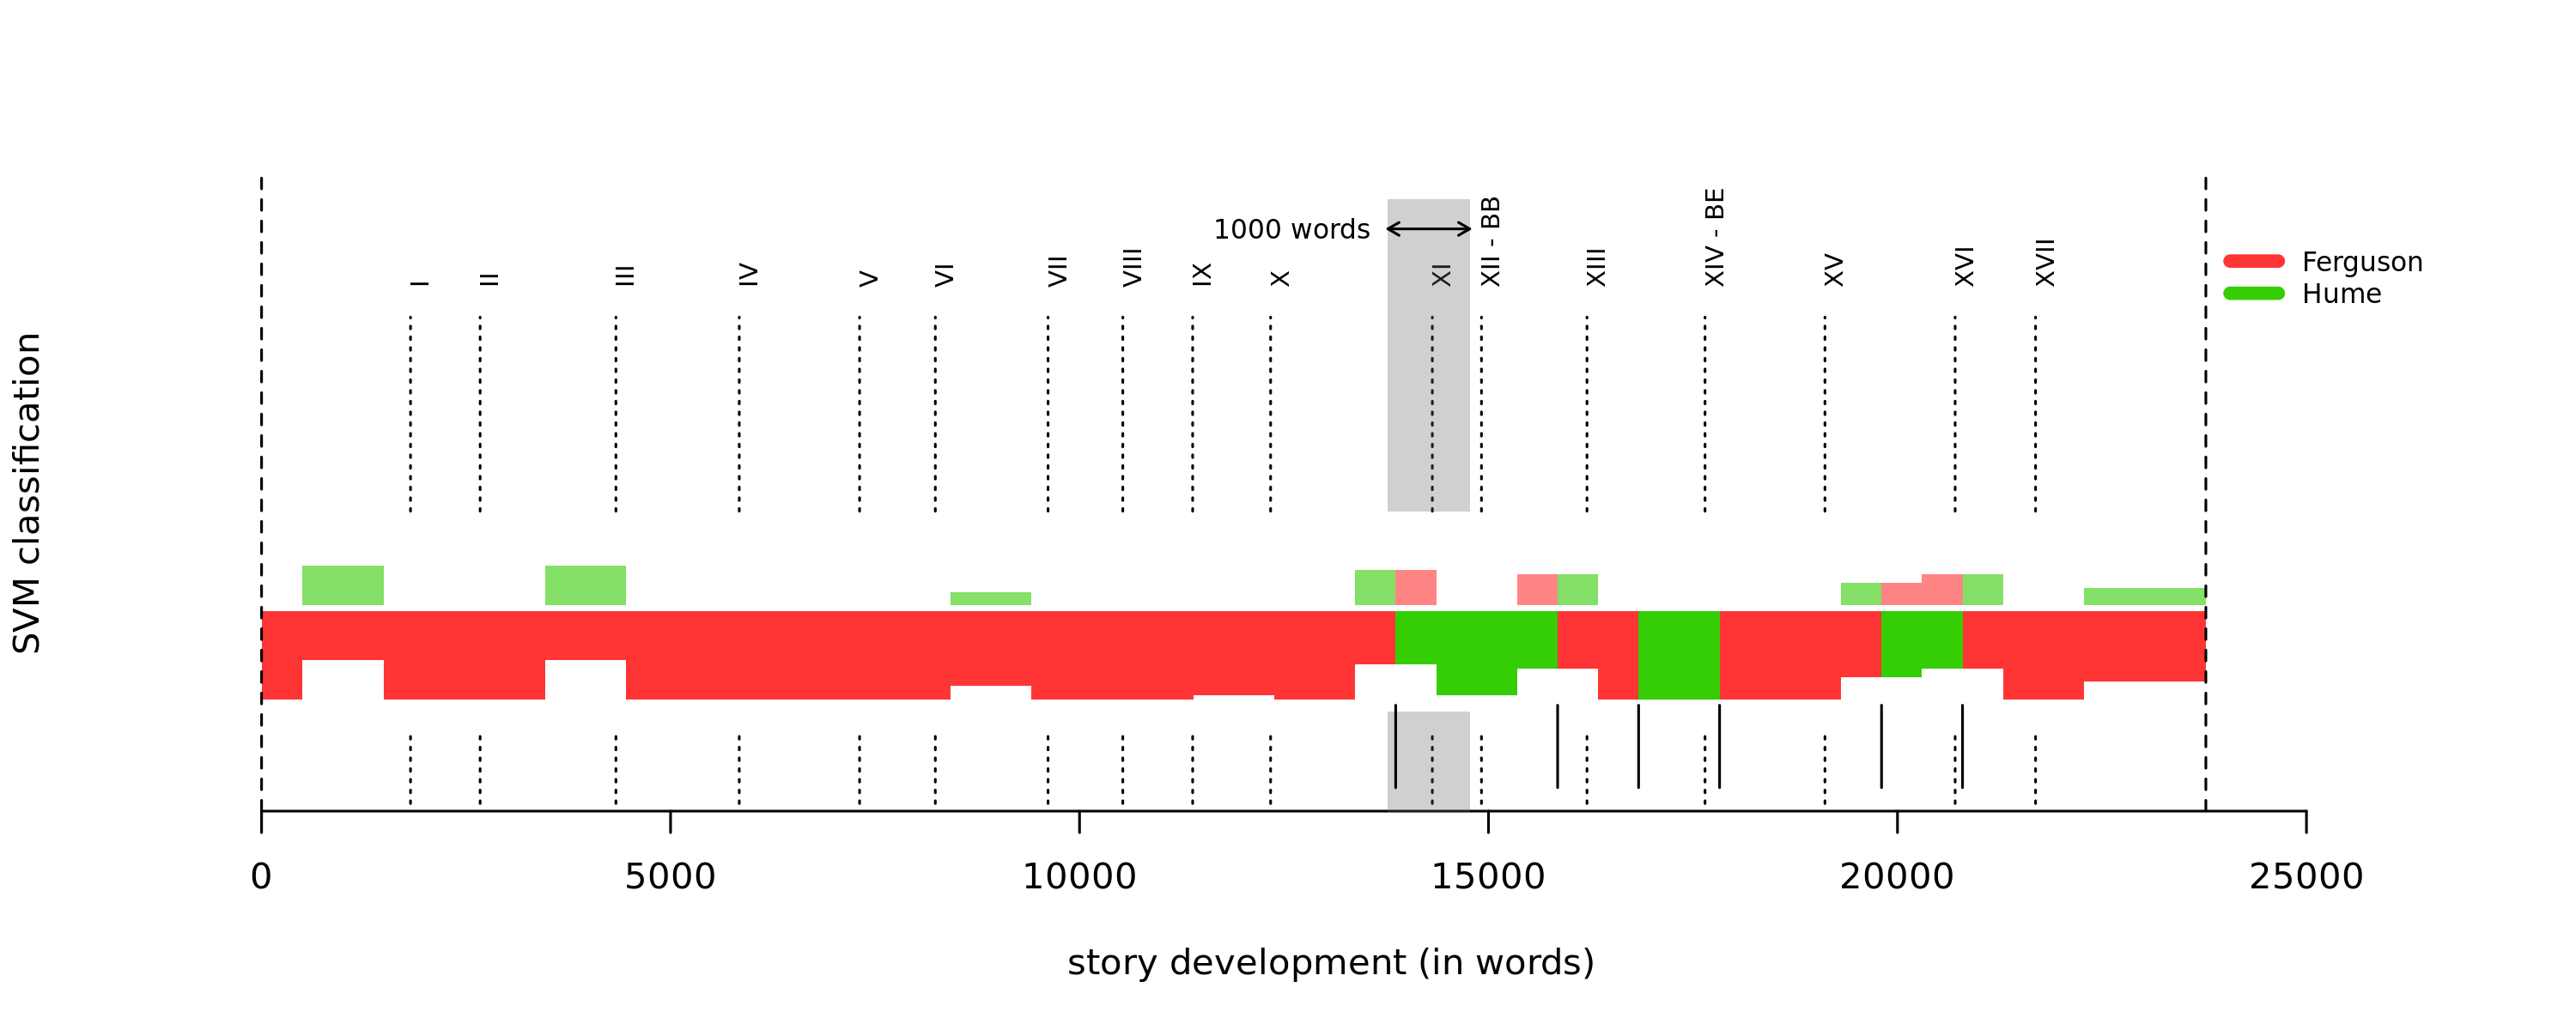 SVM classification
1000 words
I
II
III
IV
V
VI
VII
VIII
IX
X
XI
XII - BB
XIII
XIV - BE
XV
XVI
XVII
Ferguson
Hume
0
5000
10000
15000
20000
25000
story development (in words)